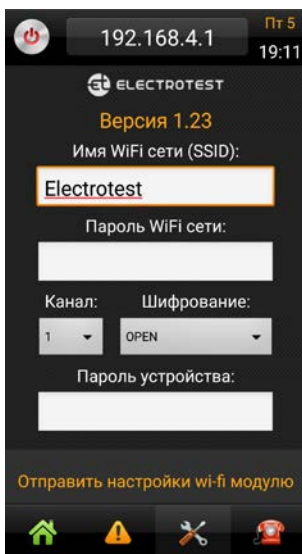 192.168.4.1
Пт 5
19:11
ELECTROTEST
Версия 1.23
Имя WiFi сети (SSID):
Electrotest
Пароль WiFi сети:
Канал: Шифрование:
1 OPEN
Пароль устройства:
Отправить настройки wi-fi модулю